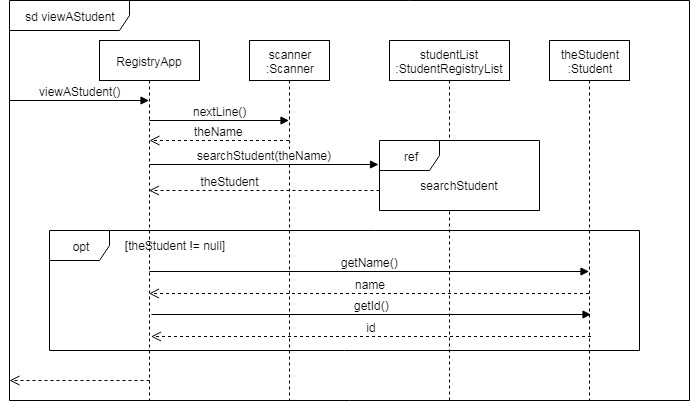 sd viewAStudent
RegistryApp
scanner
:Scanner
studentList
:StudentRegistryList
theStudent
:Student
viewAStudent()
nextLine()
theName
searchStudent(theName)
ref
theStudent
searchStudent
opt
[theStudent != null]
getName()
name
getId()
id